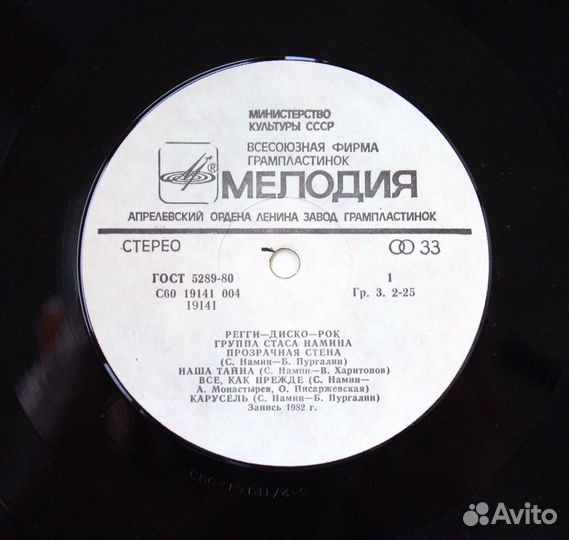 МИНИСТЕРСТВО
КУЛЬТУРЫ СССР
ВСЕСОЮЗНАЯ ФИРМА
ГРАМПЛАСТИНОК
® МЕЛОДИЯ
АПРЕЛЕВСКИЙ ОРДЕНА ЛЕНИНА ЗАВОД ГРАМПЛАСТИНОК
СТЕРЕО
33
ГОСТ 5289-80
1
С60 19141 004
Гр. 3. 2-25
19141
РЕГГИ—ДИСКО—РОК
ГРУППА СТАСА НАМИНА
ПРОЗРАЧНАЯ СТЕНА
(С. Намин—Б. Пургалин)
НАША ТАЙНА (С. Намин—В. Харитонов)
ВСЕ, КАК ПРЕЖДЕ (С. Намин—
А. Монастырев, О. Писаржевская)
КАРУСЕЛЬ (С. Намин—Б. Пургалин)
Запись 1982 г.
Avito